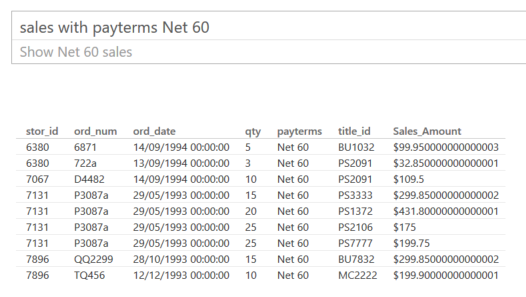 sales with payterms Net 60
Show Net 60 sales
stor_id ord_num ord_date qty payterms title_id Sales_Amount
6380 6871 14/09/1994 00:00:00 5 Net 60 BU1032 $99.950000000000003
6380 722a 13/09/1994 00:00:00 3 Net 60 PS2091 $32.850000000000001
7067 D4482 14/09/1994 00:00:00 10 Net 60 PS2091 $109.5
7131 P3087a 29/05/1993 00:00:00 15 Net 60 PS3333 $299.85000000000002
7131 P3087a 29/05/1993 00:00:00 20 Net 60 PS1372 $431.80000000000001
7131 P3087a 29/05/1993 00:00:00 25 Net 60 PS2106 $175
7131 P3087a 29/05/1993 00:00:00 25 Net 60 PS7777 $199.75
7896 QQ2299 28/10/1993 00:00:00 15 Net 60 BU7832 $299.85000000000002
7896 TQ456 12/12/1993 00:00:00 10 Net 60 MC2222 $199.90000000000001